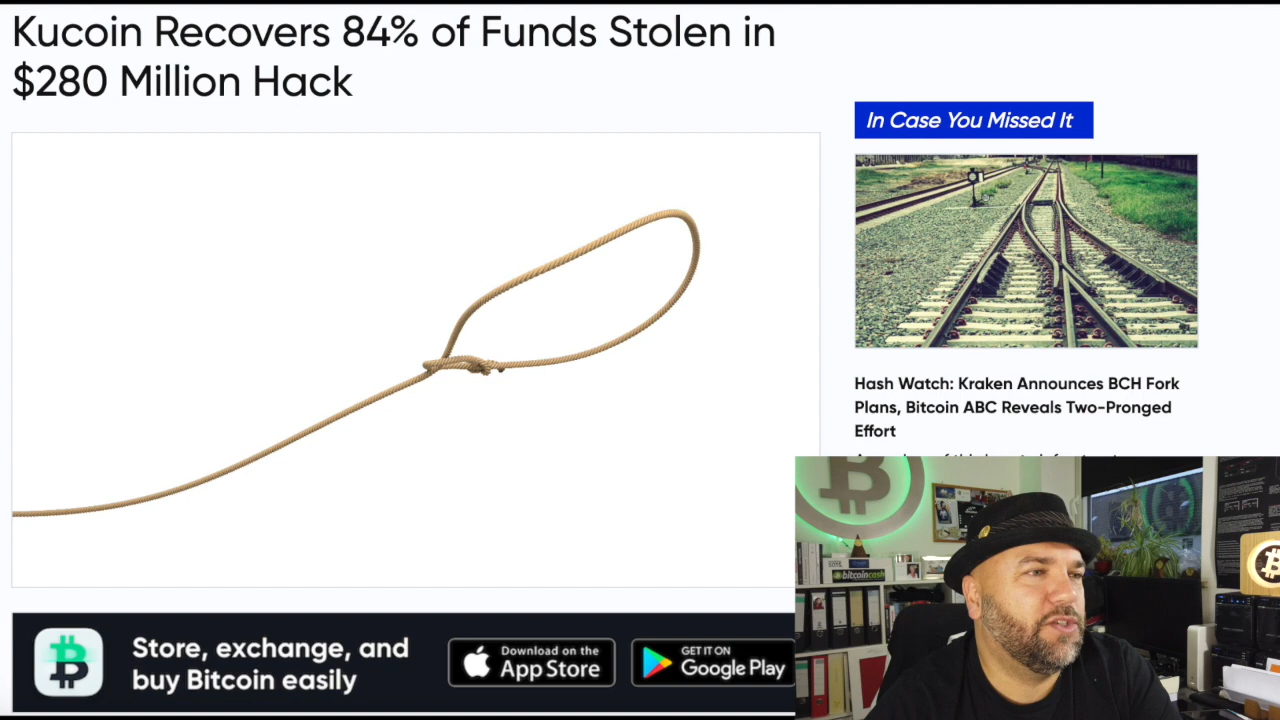 Kucoin Recovers 84% of Funds Stolen in
$280 Million Hack
In Case You Missed It
Hash Watch: Kraken Announces BCH Fork
Plans, Bitcoin ABC Reveals Two-Pronged
Effort
Store, exchange, and
buy Bitcoin easily
Download on the
App Store
GET IT ON
Google Play
bitcoincash